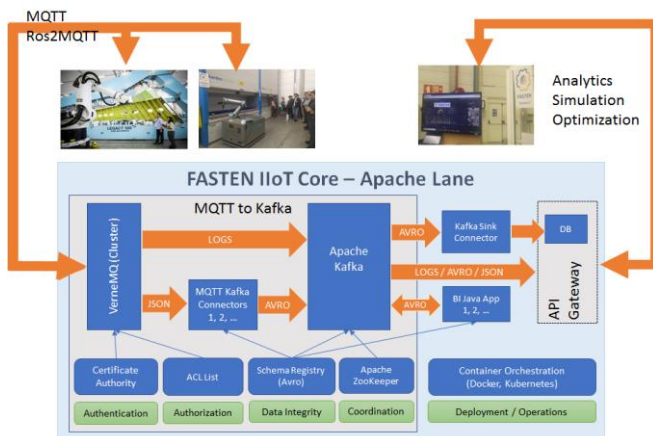 MQTT
Ros2MQTT
Analytics
Simulation
Optimization
FASTEN
FASTEN IIoT Core – Apache Lane
MQTT to Kafka
VerneMQ (Cluster)
LOGS
JSON
MQTT Kafka
Connectors
1, 2, ...
AVRO
Apache
Kafka
AVRO
Kafka Sink
Connector
LOGS / AVRO / JSON
AVRO
BI Java App
1, 2, ...
DB
API
Gateway
Certificate
Authority
ACL List
Schema Registry
(Avro)
Apache
ZooKeeper
Container Orchestration
(Docker, Kubernetes)
Authentication
Authorization
Data Integrity
Coordination
Deployment / Operations